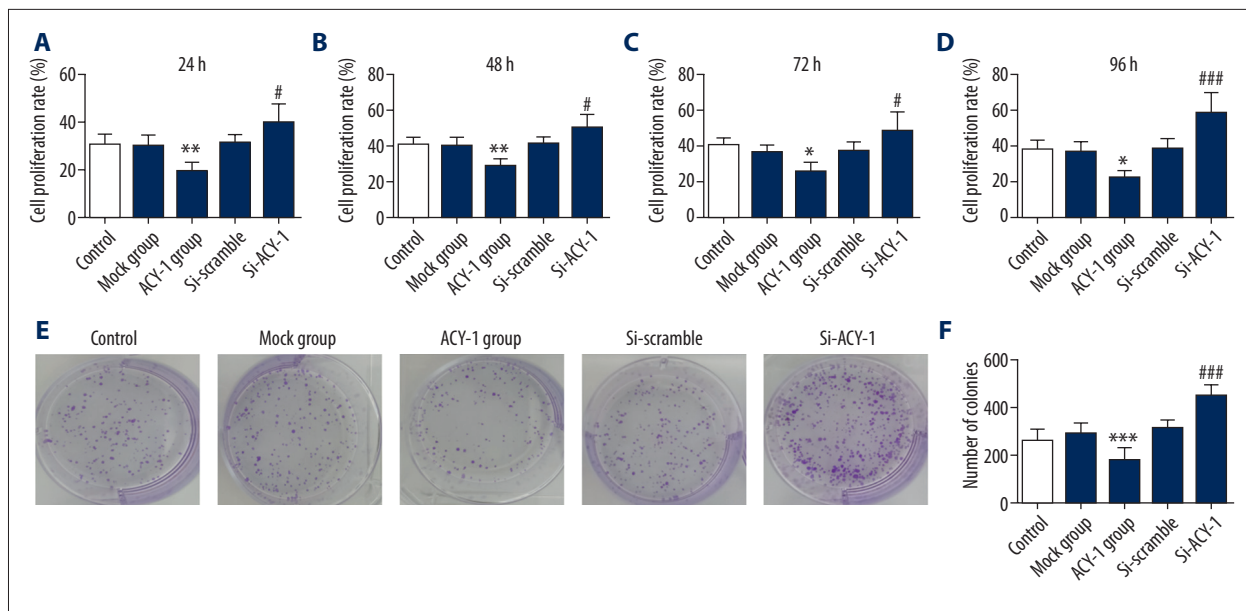 A
24 h
Cell proliferation rate (%)
60
40
20
0
**
#
Control
Mock group
ACY-1 group
Si-scramble
Si-ACY-1
B
48 h
Cell proliferation rate (%)
80
60
40
20
0
**
#
Control
Mock group
ACY-1 group
Si-scramble
Si-ACY-1
C
72 h
Cell proliferation rate (%)
80
60
40
20
0
*
#
Control
Mock group
ACY-1 group
Si-scramble
Si-ACY-1
D
96 h
Cell proliferation rate (%)
80
60
40
20
0
*
###
Control
Mock group
ACY-1 group
Si-scramble
Si-ACY-1
E
Control
Mock group
ACY-1 group
Si-scramble
Si-ACY-1
F
Number of colonies
600
400
200
0
***
###
Control
Mock group
ACY-1 group
Si-scramble
Si-ACY-1